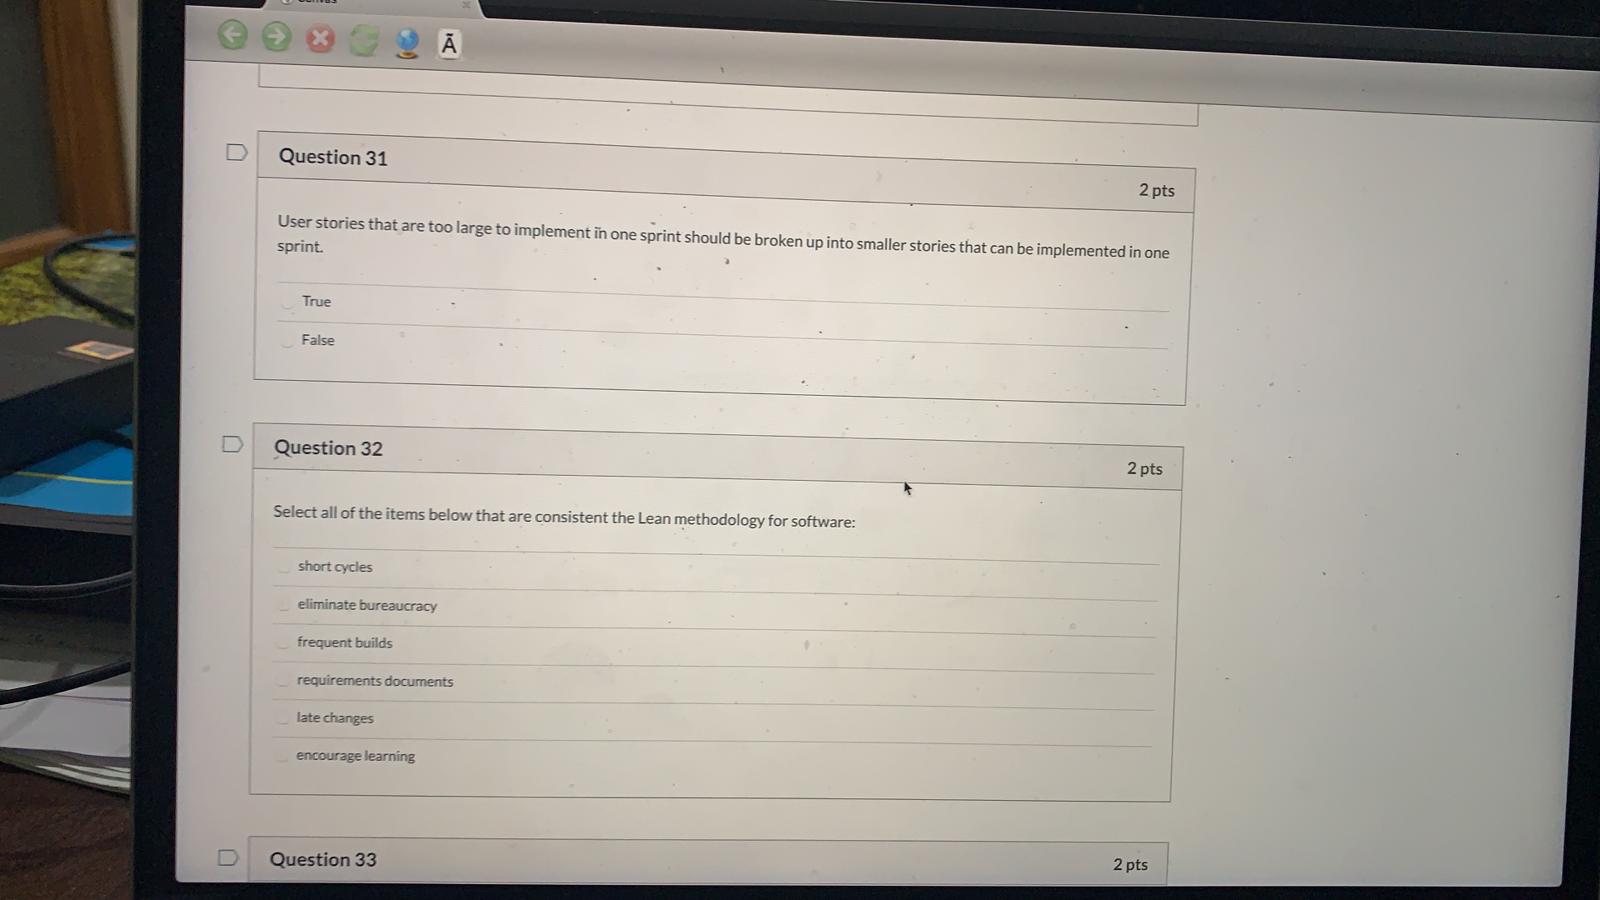 Canvas
Ã
Question 31
2 pts
User stories that are too large to implement in one sprint should be broken up into smaller stories that can be implemented in one
sprint.
True
False
Question 32
2 pts
Select all of the items below that are consistent the Lean methodology for software:
short cycles
eliminate bureaucracy
frequent builds
requirements documents
late changes
encourage learning
Question 33
2 pts